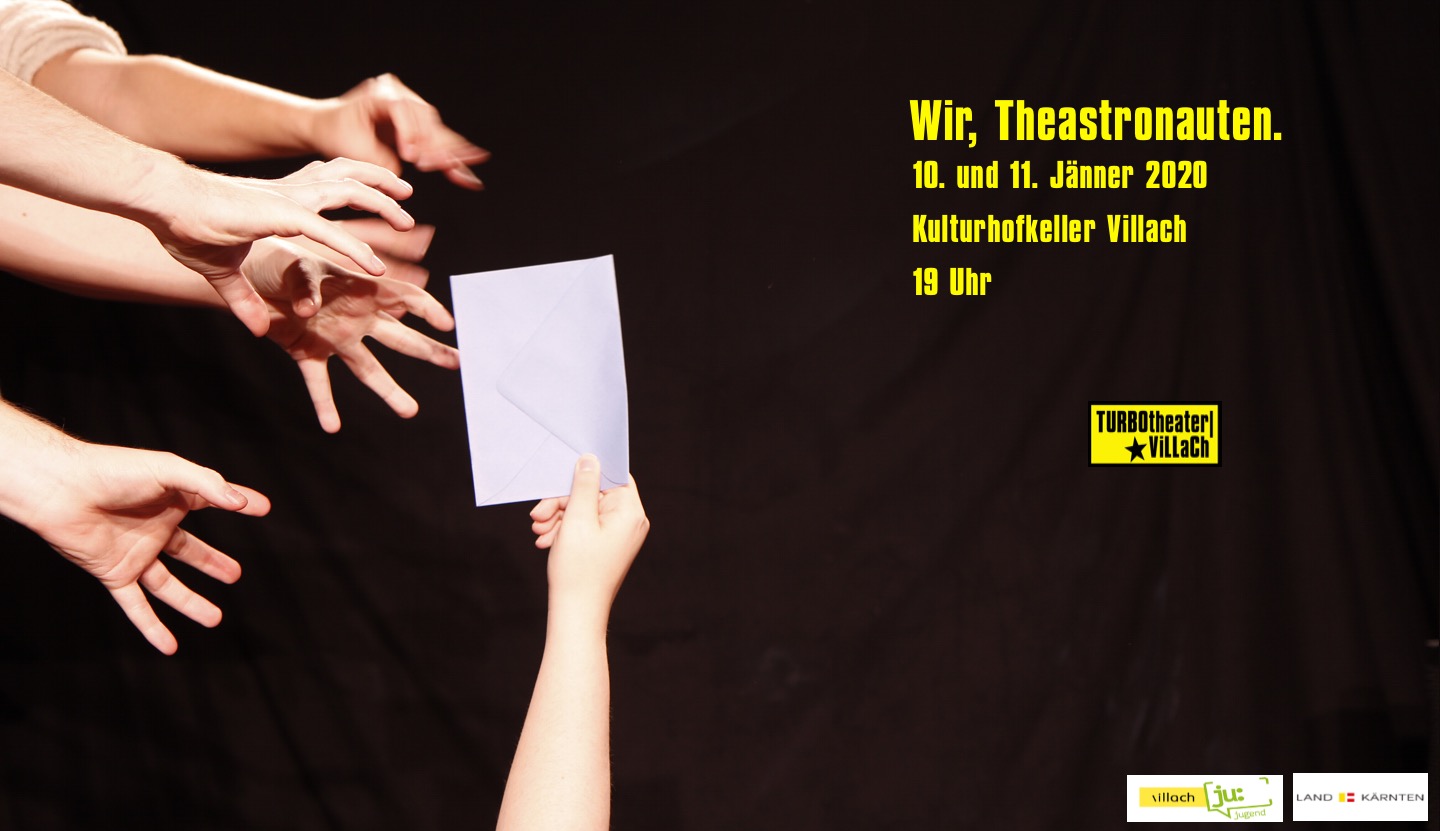 Wir, Theastronauten.
10. und 11. Jänner 2020
Kulturhofkeller Villach
19 Uhr
TURBOtheater|
ViLLaCh
villach ju:
jugend
LAND KÄRNTEN